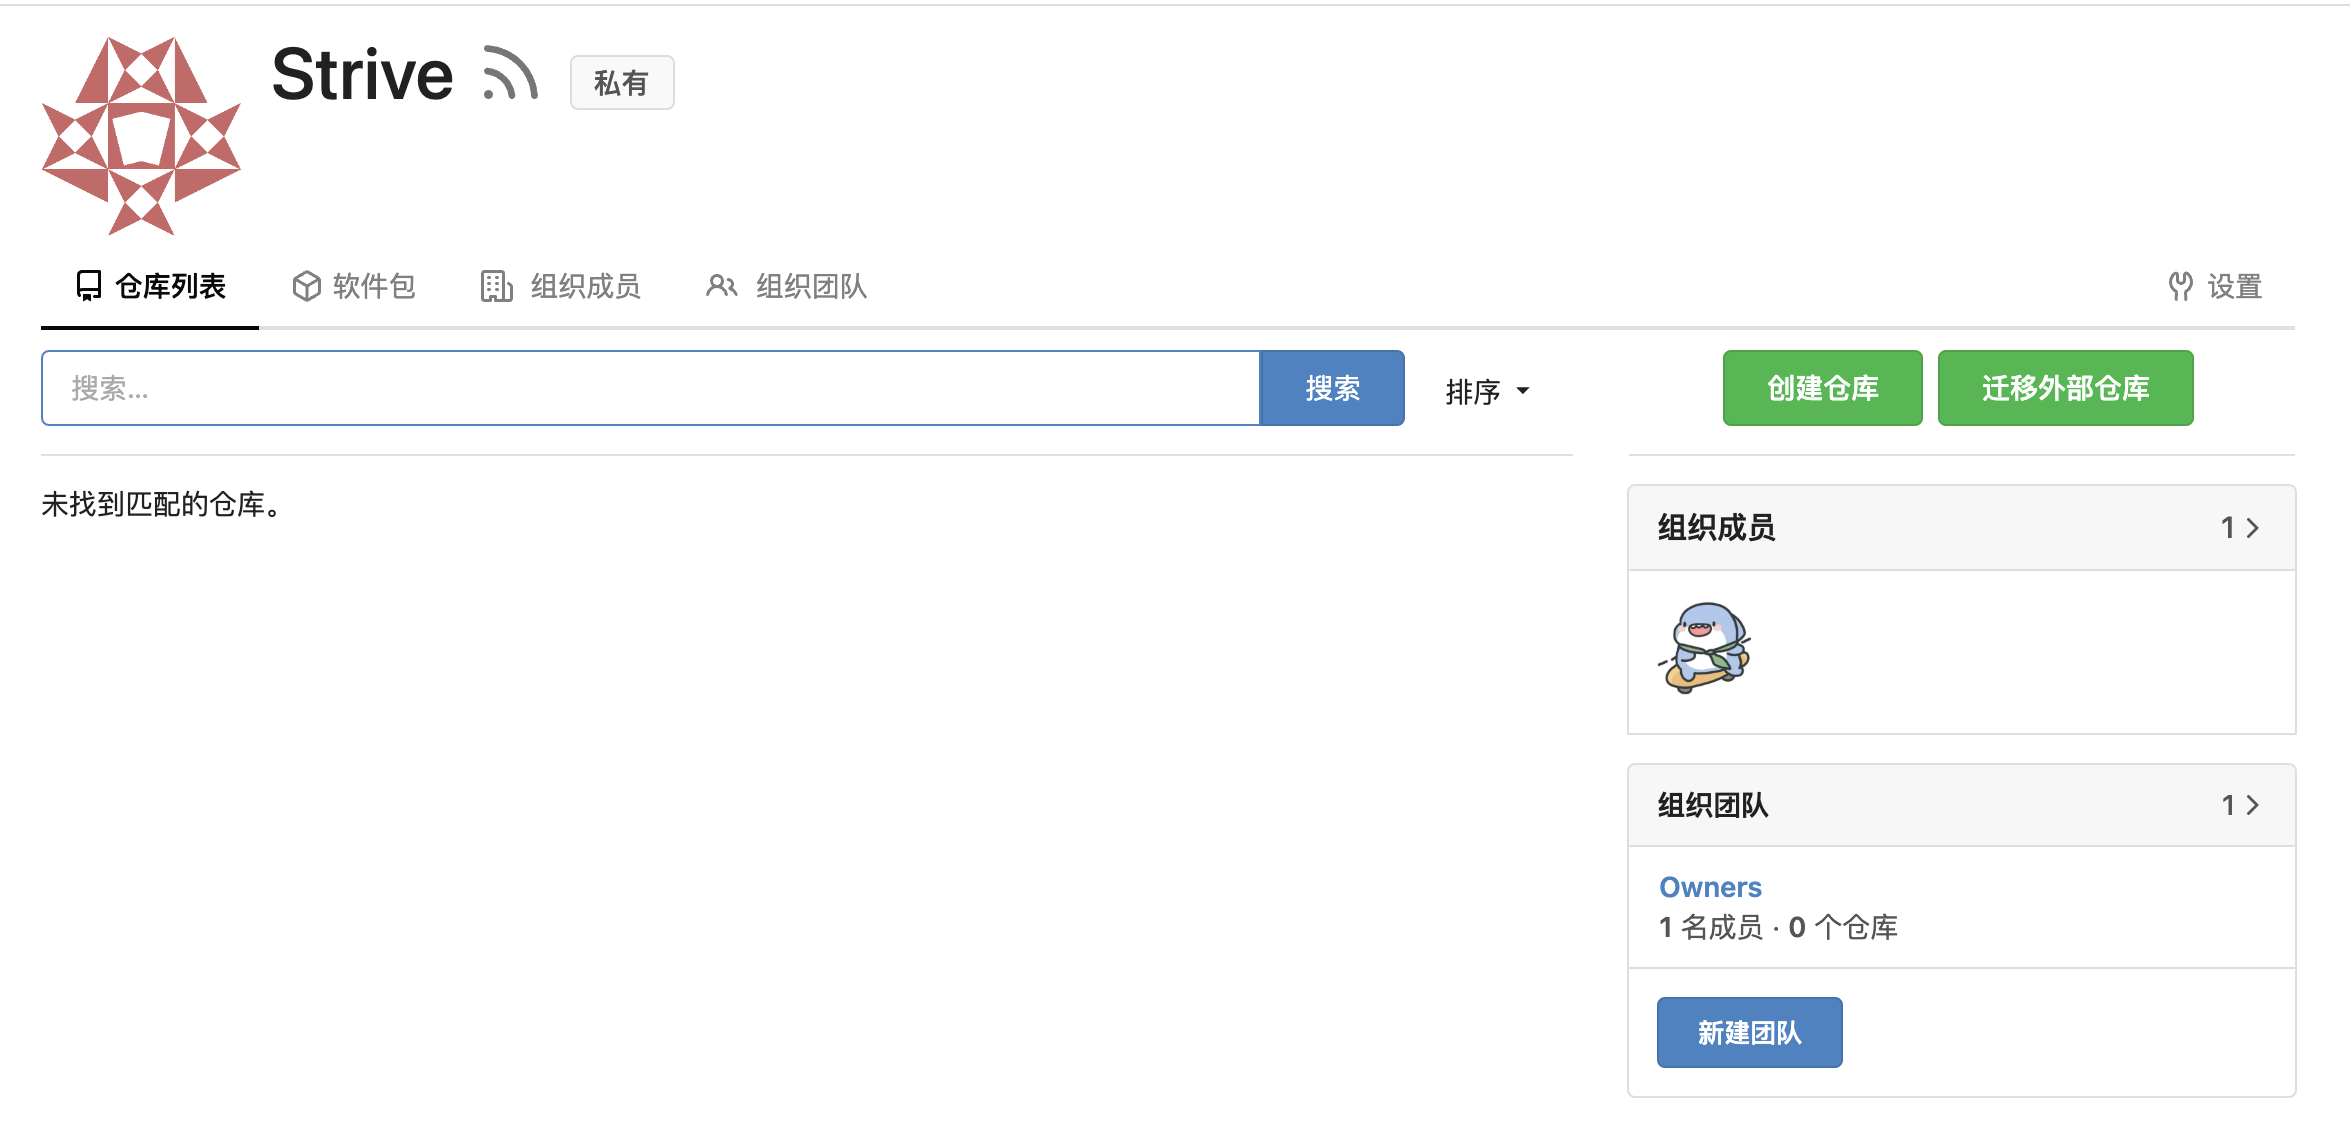 Strive 私有
仓库列表 软件包 组织成员 组织团队 设置
搜索... 搜索 排序 创建仓库 迁移外部仓库
未找到匹配的仓库。
组织成员 1
组织团队 1
Owners
1 名成员 · 0 个仓库
新建团队